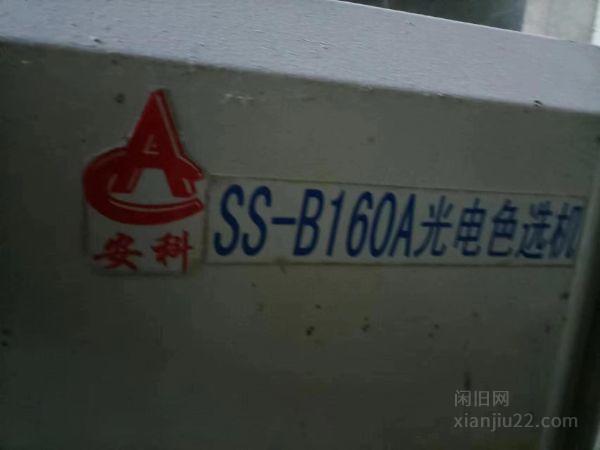 安科
SS-B160A光电色选机
闲旧网
xianjiu22.com